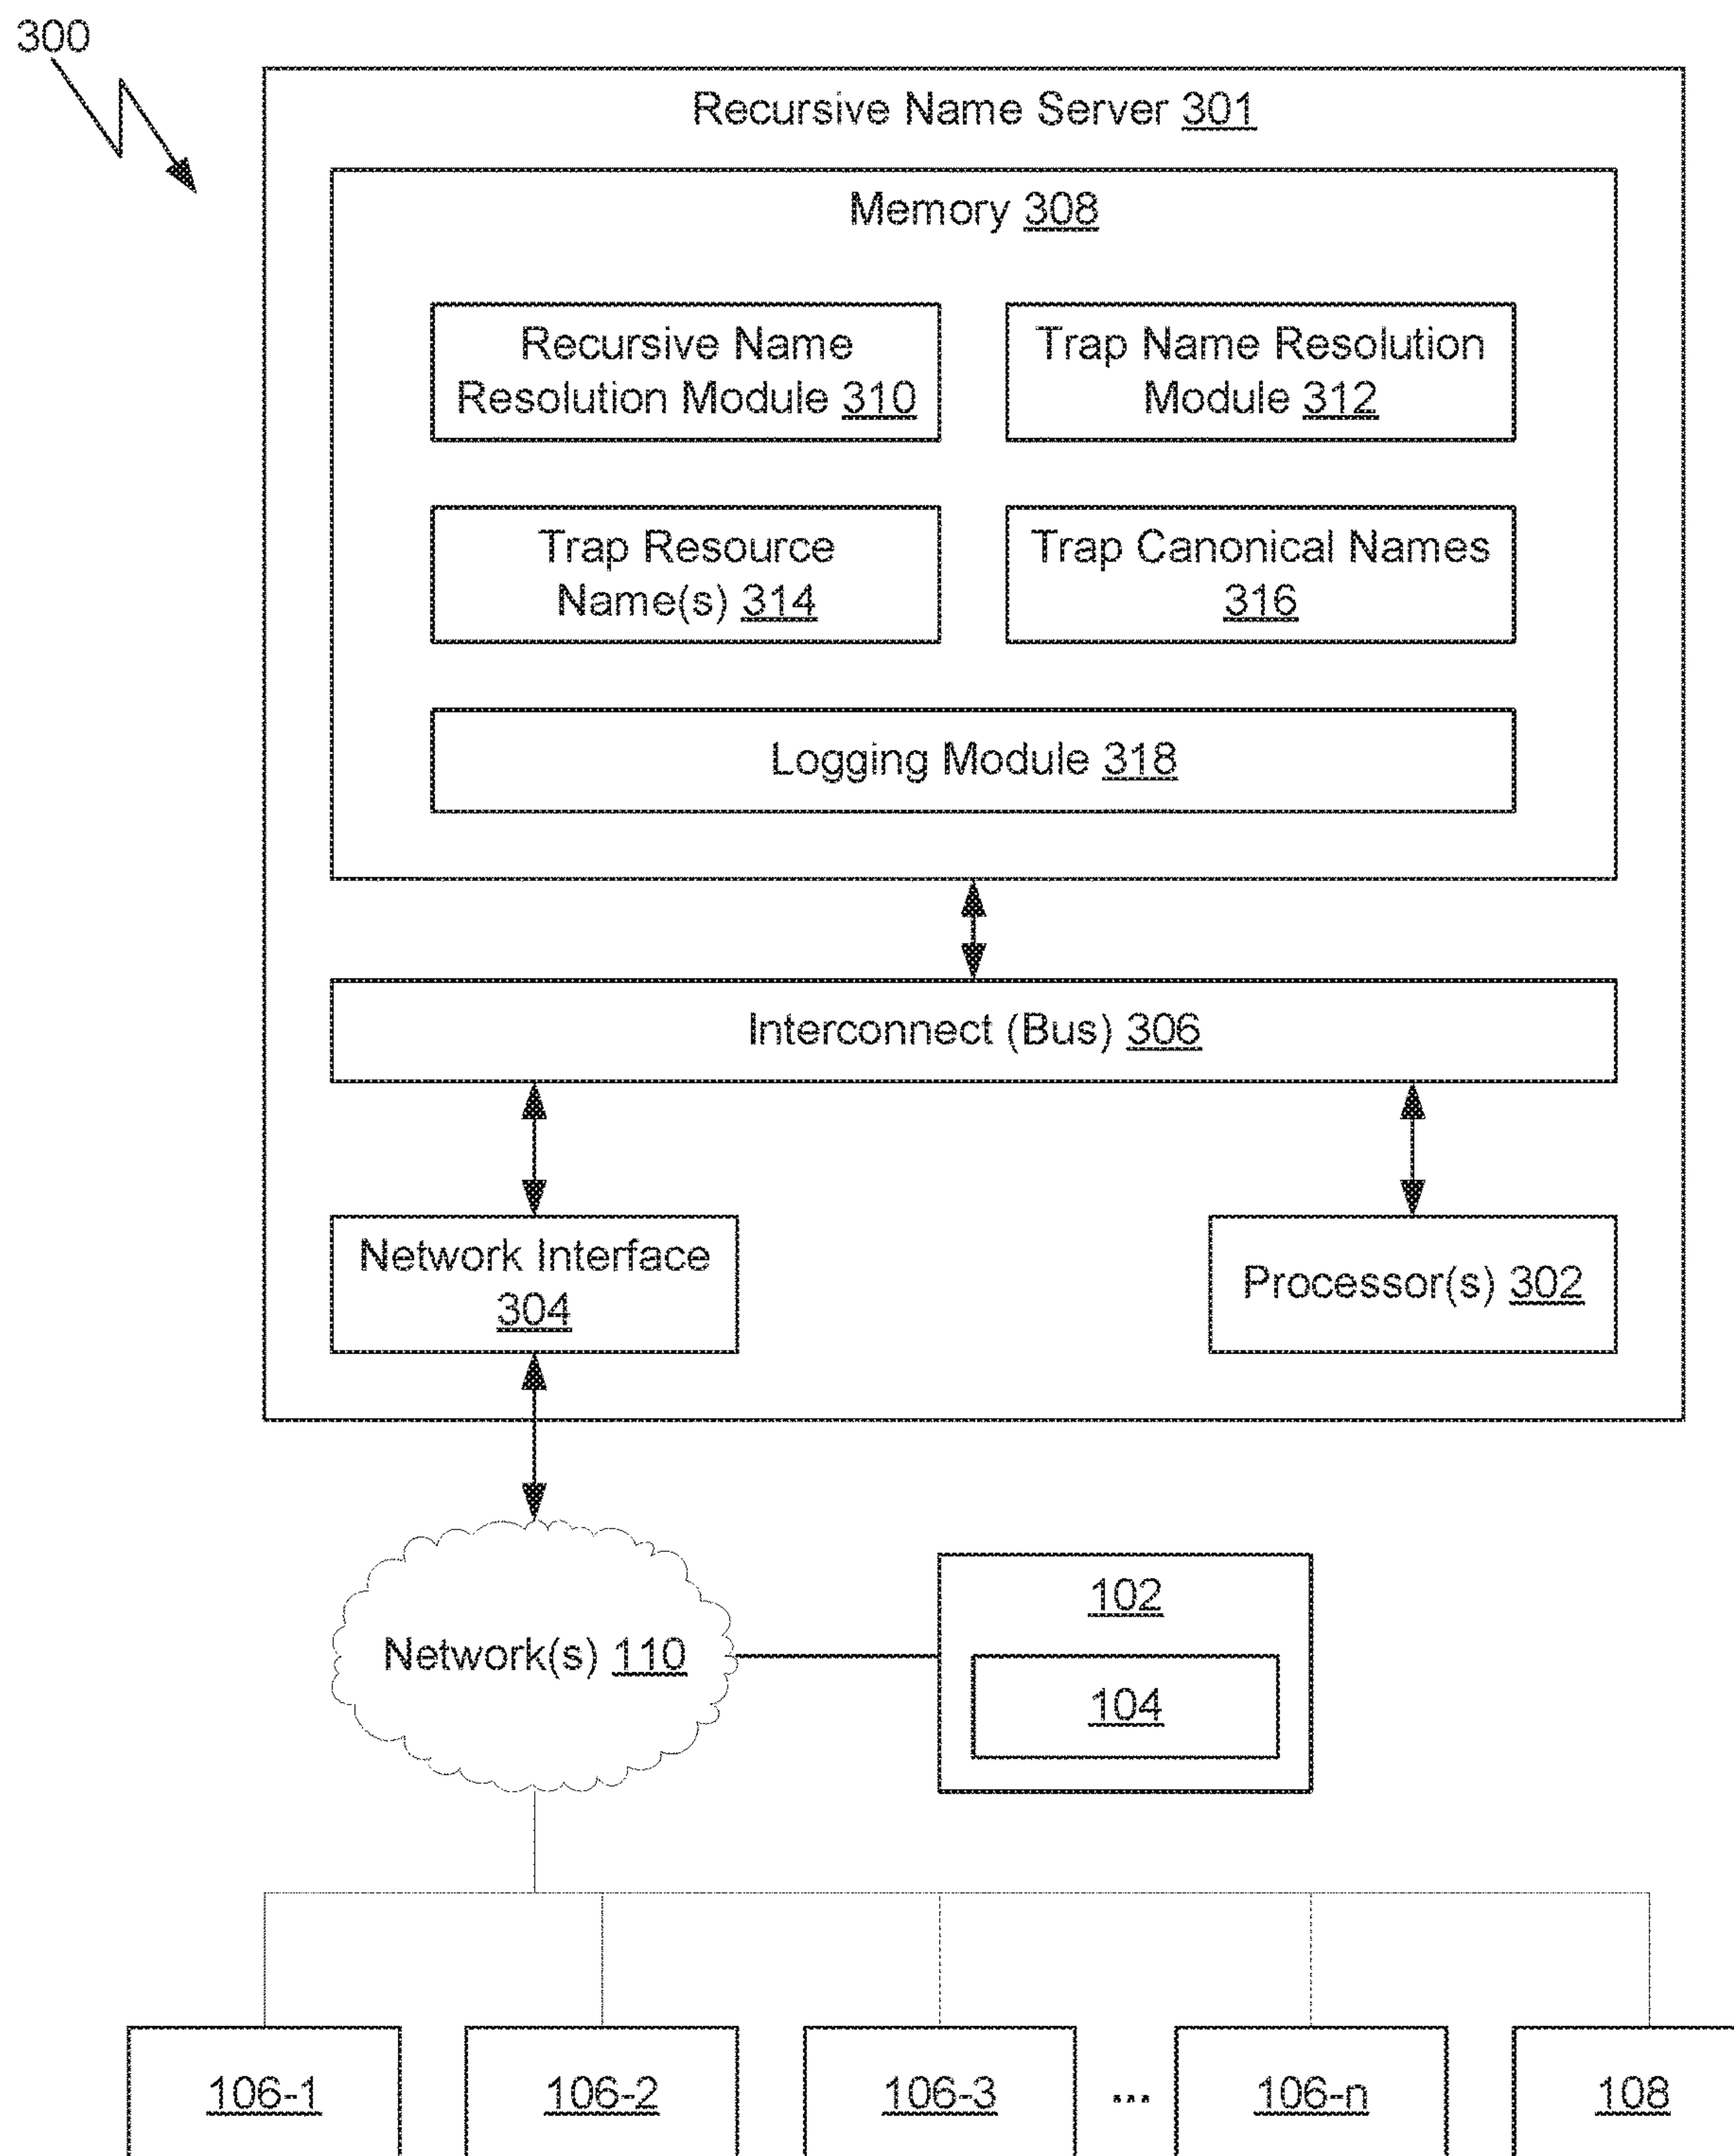 300
Recursive Name Server 301
Memory 308
Recursive Name
Resolution Module 310
Trap Name Resolution
Module 312
Trap Resource
Name(s) 314
Trap Canonical Names
316
Logging Module 318
Interconnect (Bus) 306
Network Interface
304
Processor(s) 302
Network(s) 110
102
104
106-1
106-2
106-3
...
106-n
108